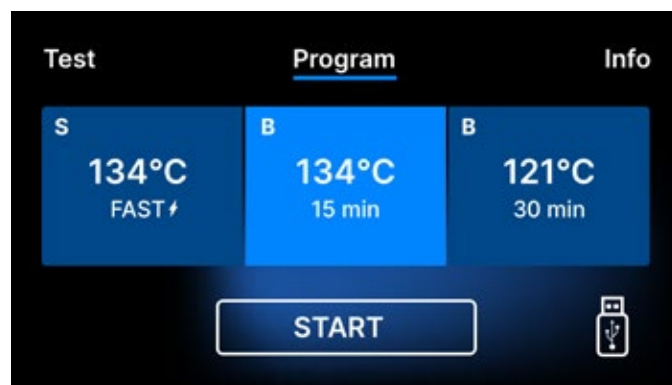 Test Program Info
S B B
134°C 134°C 121°C
FAST 15 min 30 min
START